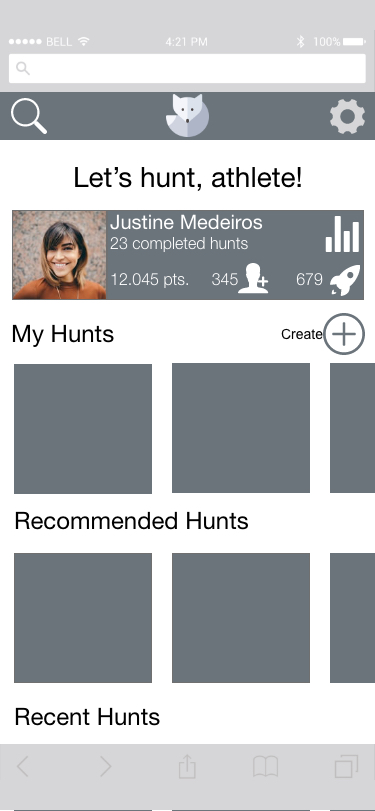 BELL 4:21 PM 100%
Let's hunt, athlete!
Justine Medeiros
23 completed hunts
12.045 pts. 345 679
My Hunts Create
Recommended Hunts
Recent Hunts